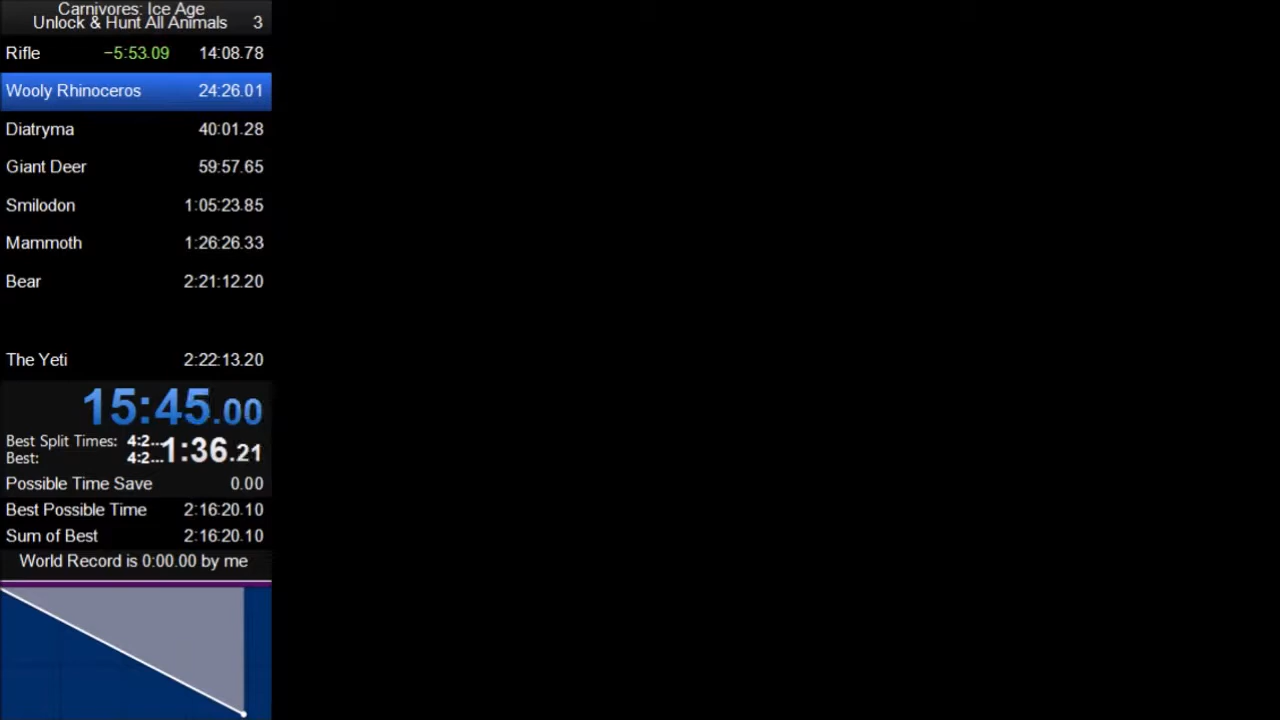 Carnivores: Ice Age
Unlock & Hunt All Animals 3
Rifle −5:53.09 14:08.78
Wooly Rhinoceros 24:26.01
Diatryma 40:01.28
Giant Deer 59:57.65
Smilodon 1:05:23.85
Mammoth 1:26:26.33
Bear 2:21:12.20
The Yeti 2:22:13.20
15:45.00
Best Split Times: 4:2...
Best: 4:2...
1:36.21
Possible Time Save 0.00
Best Possible Time 2:16:20.10
Sum of Best 2:16:20.10
World Record is 0:00.00 by me